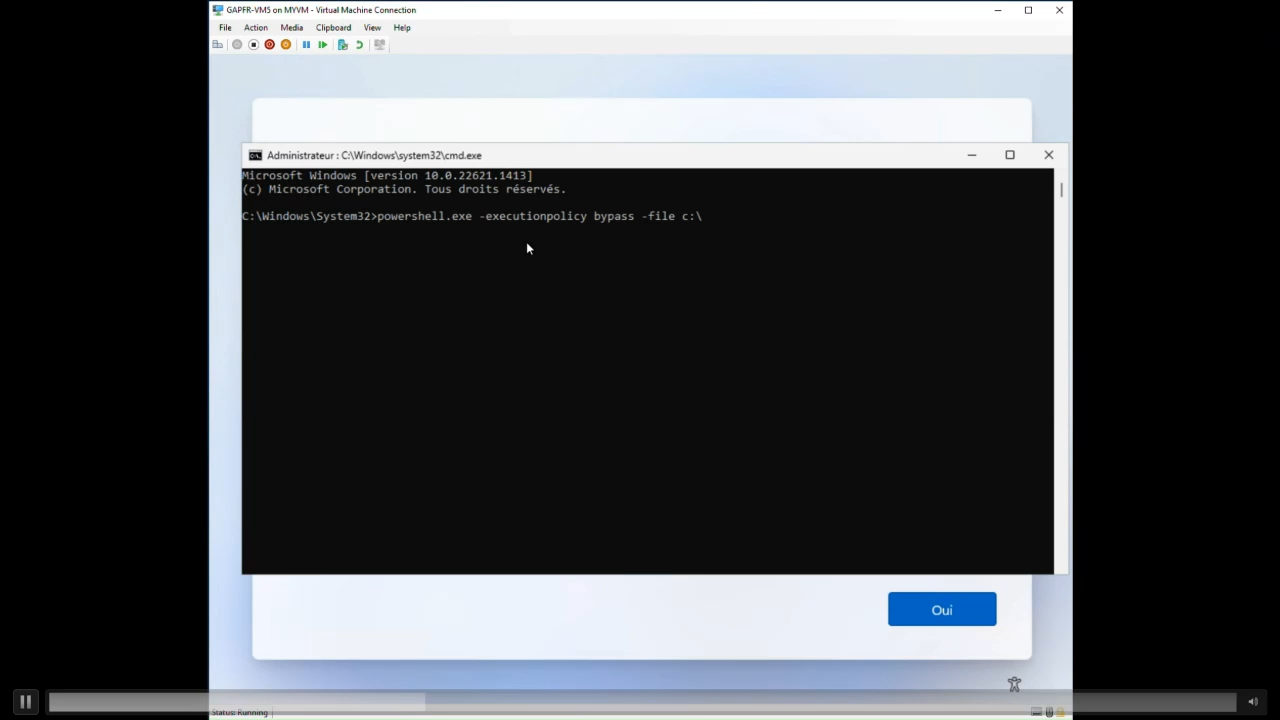 GAPFR-VM5 on MYVM - Virtual Machine Connection
File Action Media Clipboard View Help
Administrateur : C:\Windows\system32\cmd.exe
Microsoft Windows [version 10.0.22621.1413]
(c) Microsoft Corporation. Tous droits réservés.
C:\Windows\System32>powershell.exe -executionpolicy bypass -file c:\
Oui
Status: Running